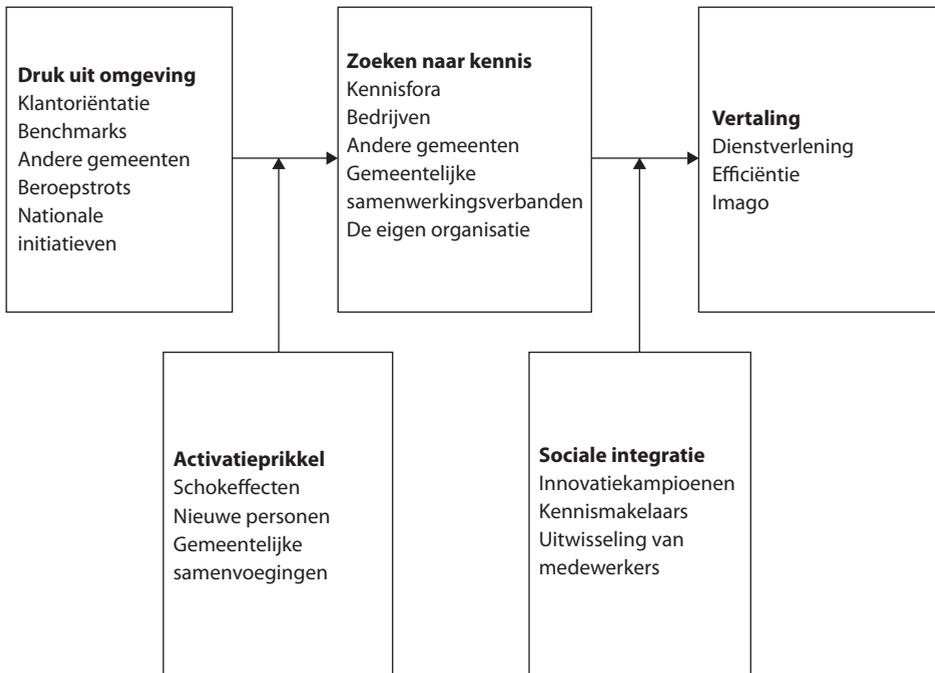 Druk uit omgeving
Klantoriëntatie
Benchmarks
Andere gemeenten
Beroepstrots
Nationale
initiatieven
Zoeken naar kennis
Kennisfora
Bedrijven
Andere gemeenten
Gemeentelijke
samenwerkingsverbanden
De eigen organisatie
Vertaling
Dienstverlening
Efficiëntie
Imago
Activatieprikkel
Schokeffecten
Nieuwe personen
Gemeentelijke
samenvoegingen
Sociale integratie
Innovatiekampioenen
Kennismakelaars
Uitwisseling van
medewerkers